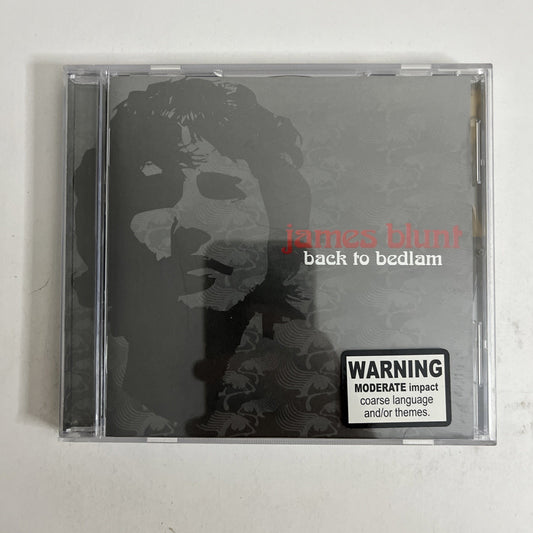 james blunt
back to bedlam
WARNING
MODERATE impact
coarse language
and/or themes.